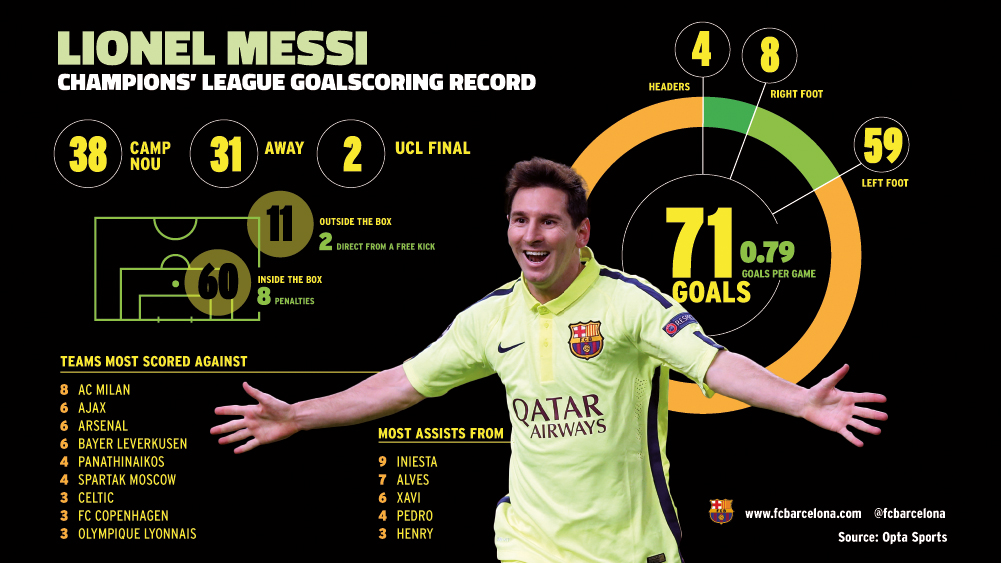 LIONEL MESSI
CHAMPIONS' LEAGUE GOALSCORING RECORD
38 CAMP NOU
31 AWAY
2 UCL FINAL
11 OUTSIDE THE BOX
2 DIRECT FROM A FREE KICK
60 INSIDE THE BOX
8 PENALTIES
4 HEADERS
8 RIGHT FOOT
59 LEFT FOOT
71 GOALS
0.79 GOALS PER GAME
TEAMS MOST SCORED AGAINST
8 AC MILAN
6 AJAX
6 ARSENAL
6 BAYER LEVERKUSEN
4 PANATHINAIKOS
4 SPARTAK MOSCOW
3 CELTIC
3 FC COPENHAGEN
3 OLYMPIQUE LYONNAIS
MOST ASSISTS FROM
9 INIESTA
7 ALVES
6 XAVI
4 PEDRO
3 HENRY
FCB
QATAR
AIRWAYS
www.fcbarcelona.com @fcbarcelona
Source: Opta Sports